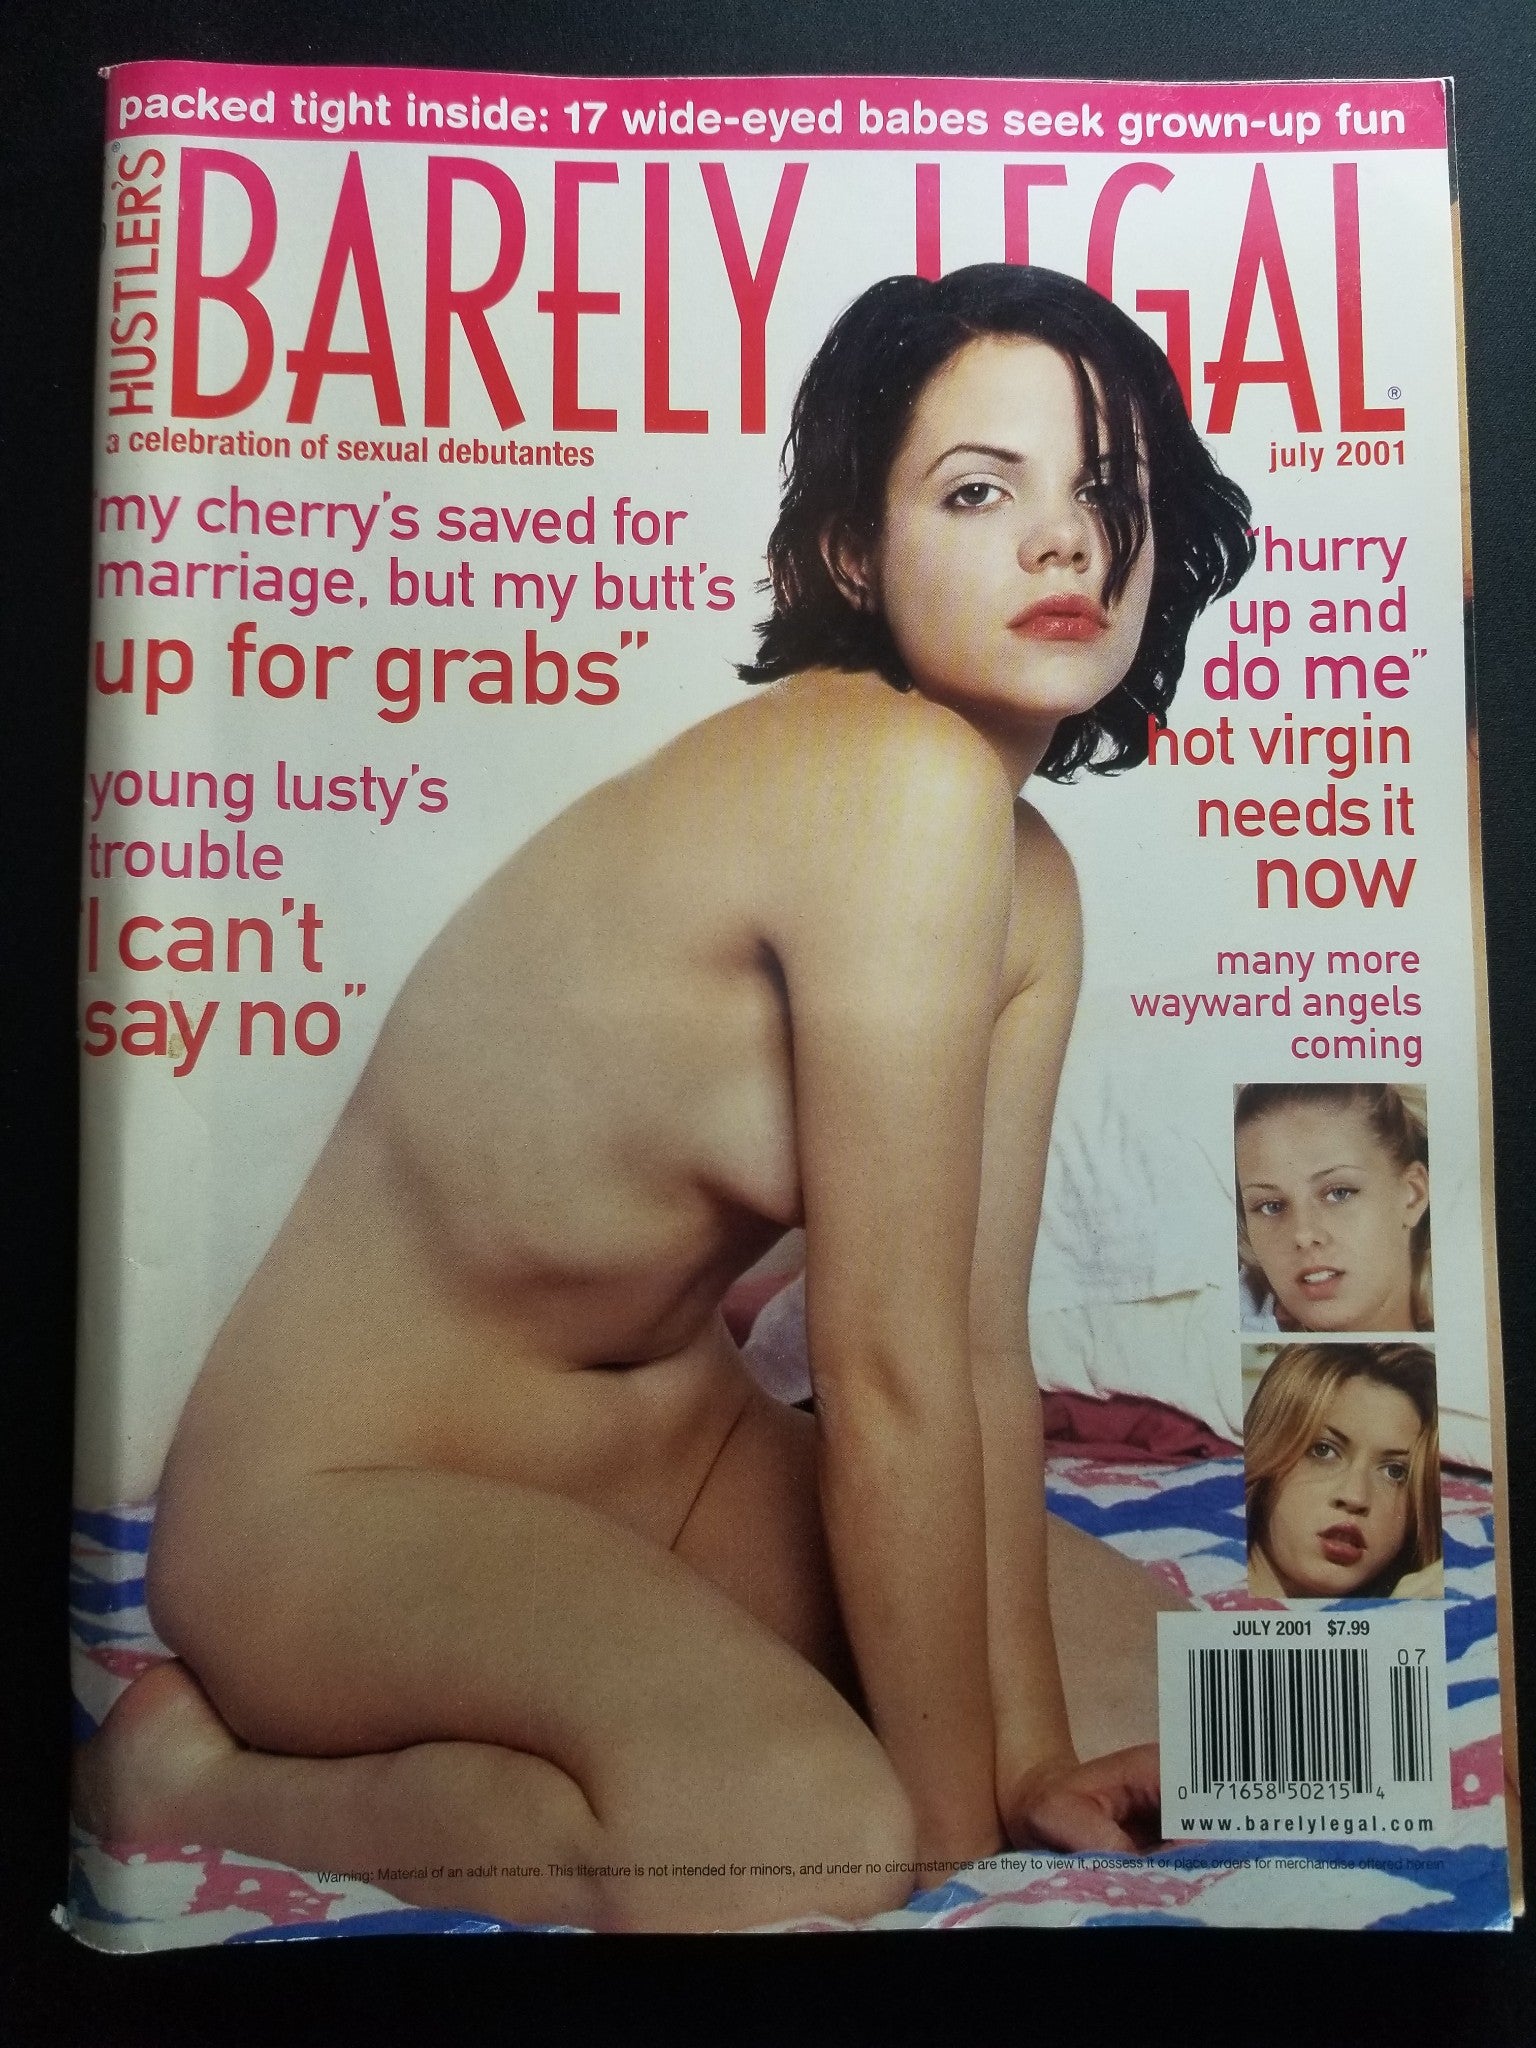 packed tight inside: 17 wide-eyed babes seek grown-up fun
HUSTLER'S®
BARELY LEGAL®
a celebration of sexual debutantes
july 2001
"my cherry's saved for
marriage, but my butt's
up for grabs"
young lusty's
trouble
"I can't
say no"
"hurry
up and
do me"
hot virgin
needs it
now
many more
wayward angels
coming
JULY 2001 $7.99
07
0 71658 50215 4
www.barelylegal.com
Warning: Material of an adult nature. This literature is not intended for minors, and under no circumstances are they to view it, possess it or place orders for merchandise offered herein